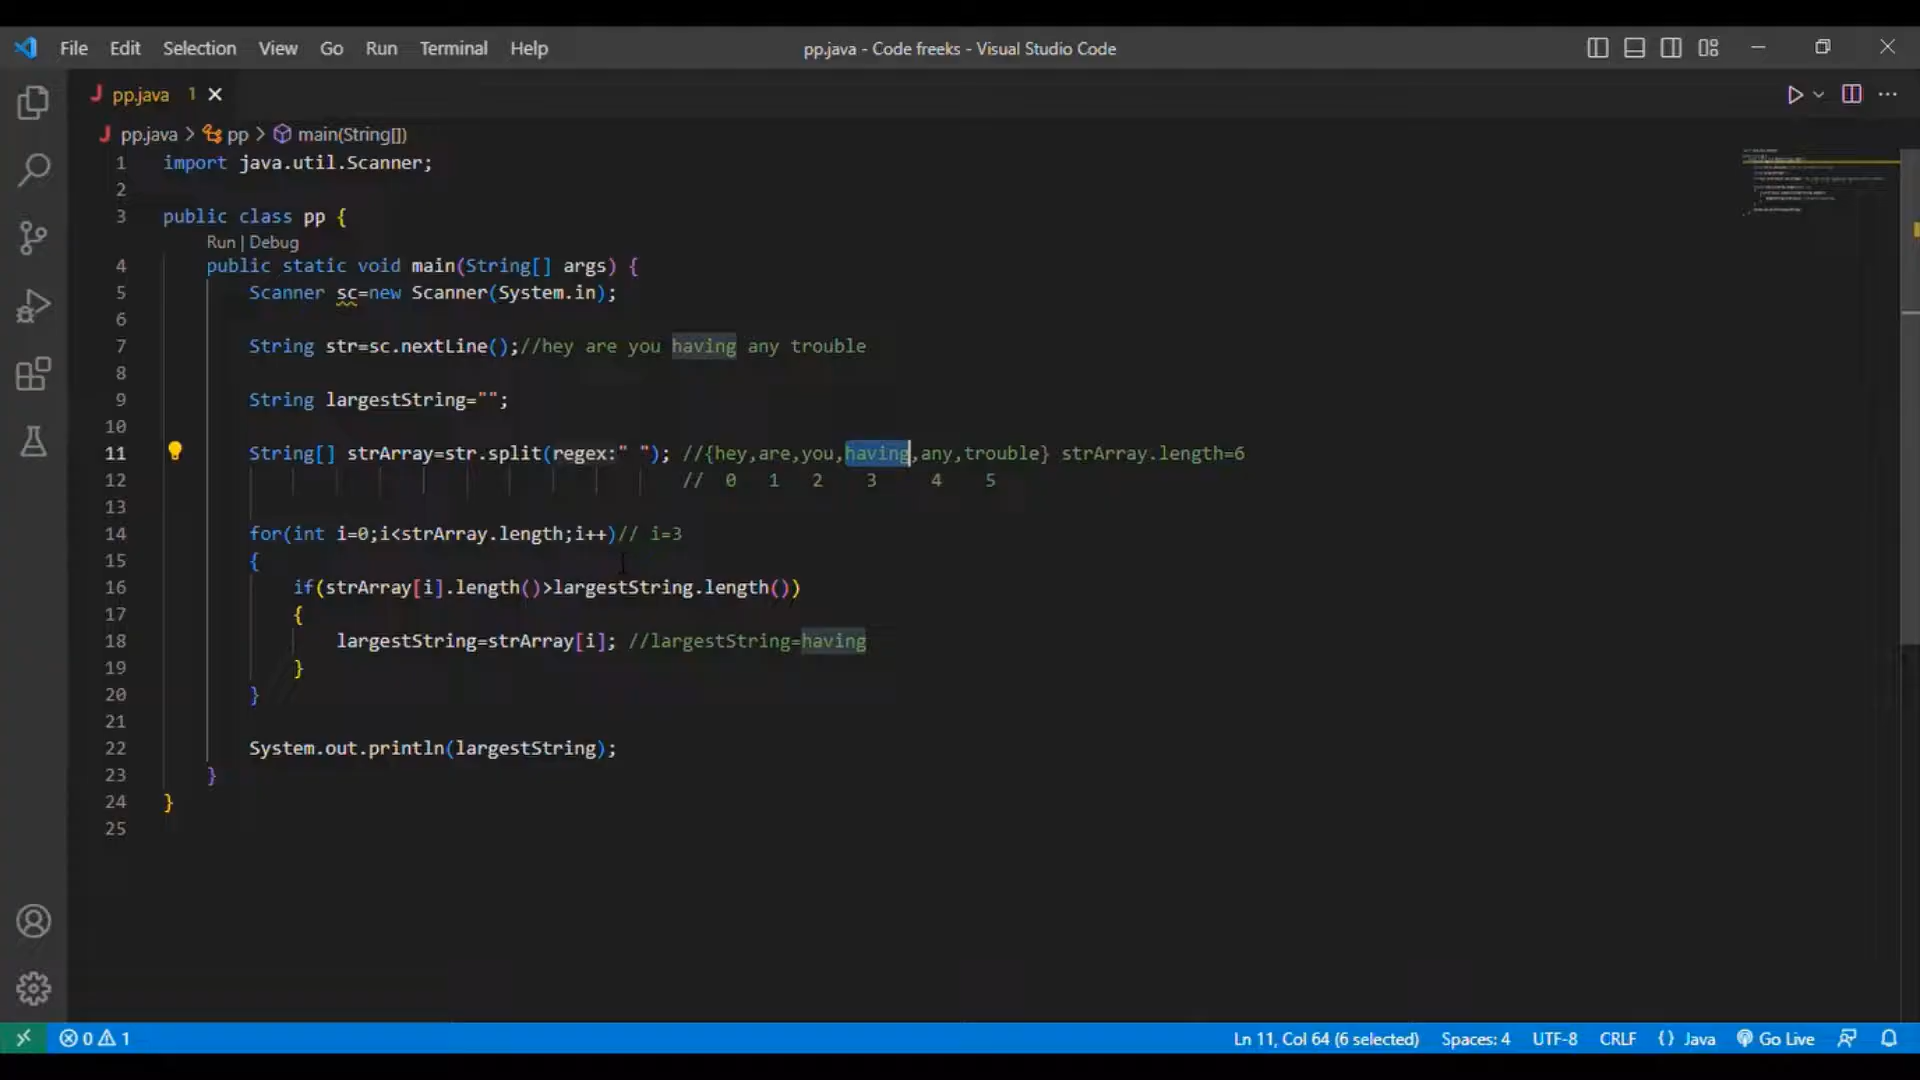 File Edit Selection View Go Run Terminal Help pp.java - Code freeks - Visual Studio Code
J pp.java 1
J pp.java > pp > main(String[])
1 import java.util.Scanner;
2
3 public class pp {
Run | Debug
4 public static void main(String[] args) {
5 Scanner sc=new Scanner(System.in);
6
7 String str=sc.nextLine();//hey are you having any trouble
8
9 String largestString="";
10
11 String[] strArray=str.split(regex:" "); //{hey,are,you,having,any,trouble} strArray.length=6
12 // 0 1 2 3 4 5
13
14 for(int i=0;i<strArray.length;i++)// i=3
15 {
16 if(strArray[i].length()>largestString.length())
17 {
18 largestString=strArray[i]; //largestString=having
19 }
20 }
21
22 System.out.println(largestString);
23 }
24 }
25
0 1 Ln 11, Col 64 (6 selected) Spaces: 4 UTF-8 CRLF {} Java Go Live